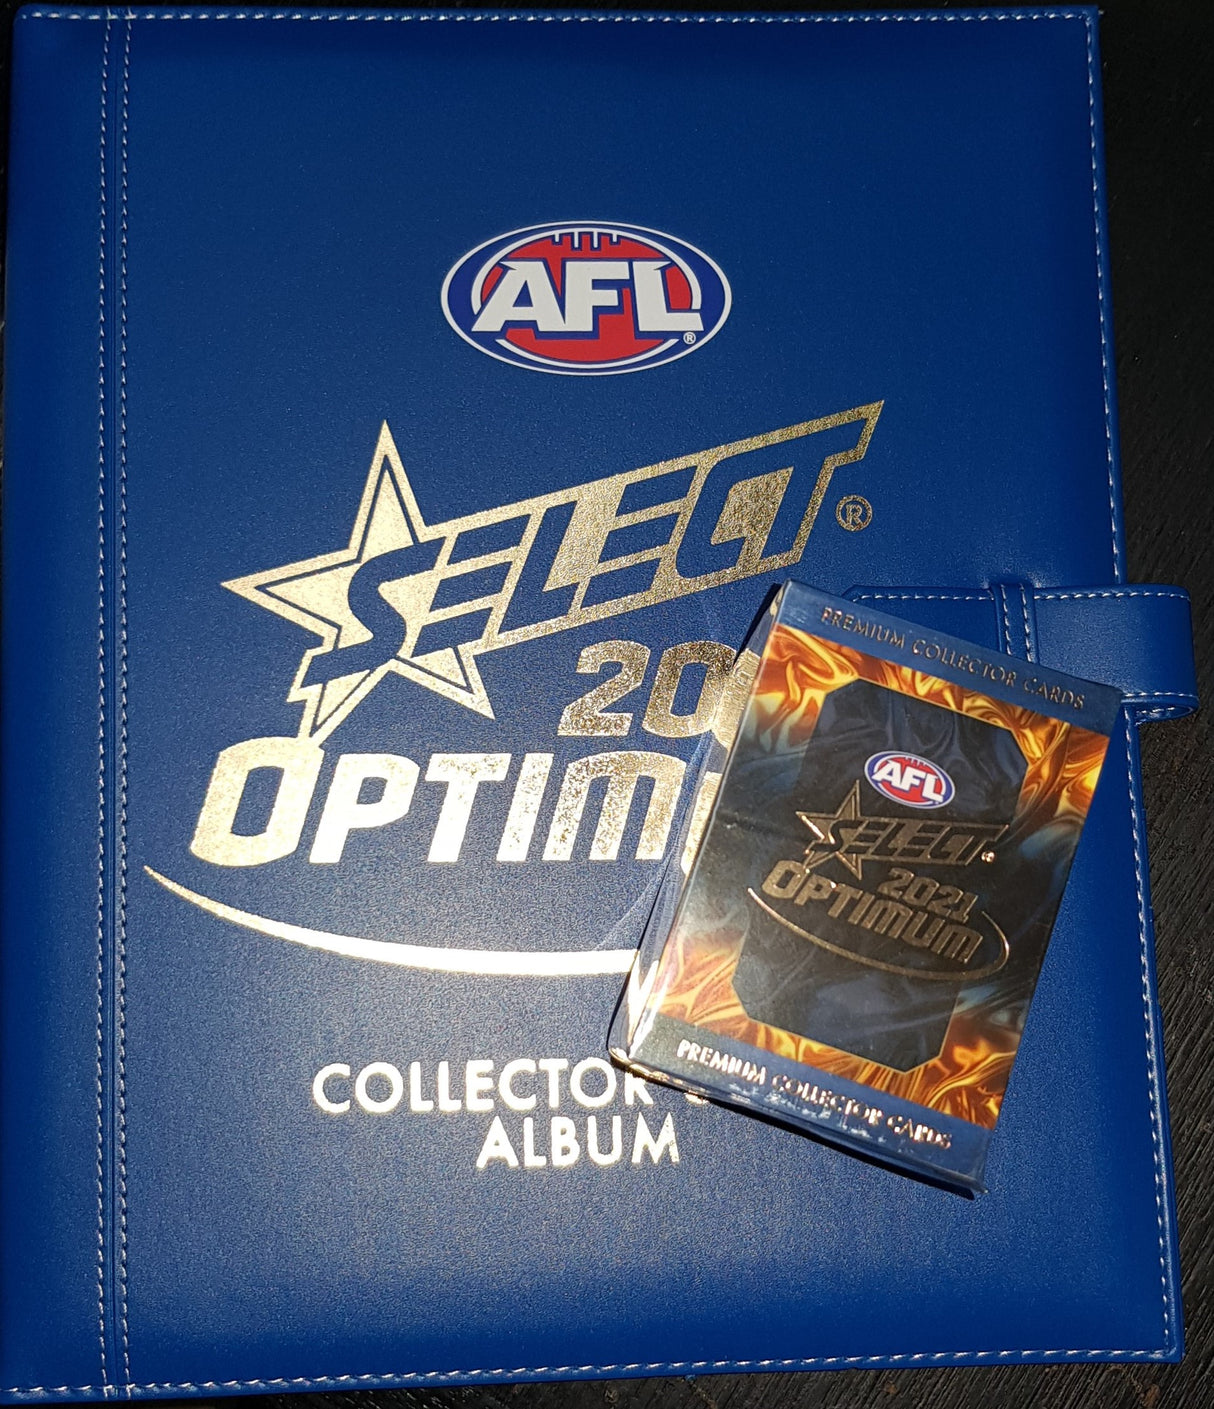 AFL
®
SELECT ®
20
OPTIM
COLLECTOR
ALBUM
PREMIUM COLLECTOR CARDS
AFL
SELECT
2021
OPTIMUM
PREMIUM COLLECTOR CARDS